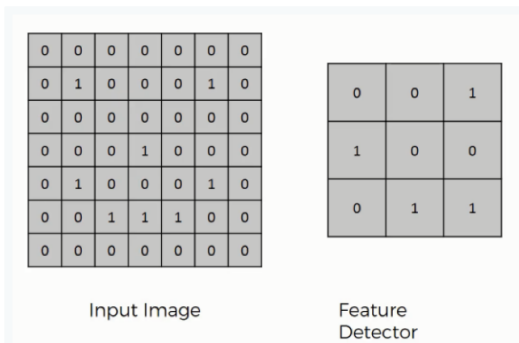 0 0 0 0 0 0 0
0 1 0 0 0 1 0
0 0 0 0 0 0 0
0 0 0 1 0 0 0
0 1 0 0 0 1 0
0 0 1 1 1 0 0
0 0 0 0 0 0 0
Input Image
0 0 1
1 0 0
0 1 1
Feature
Detector